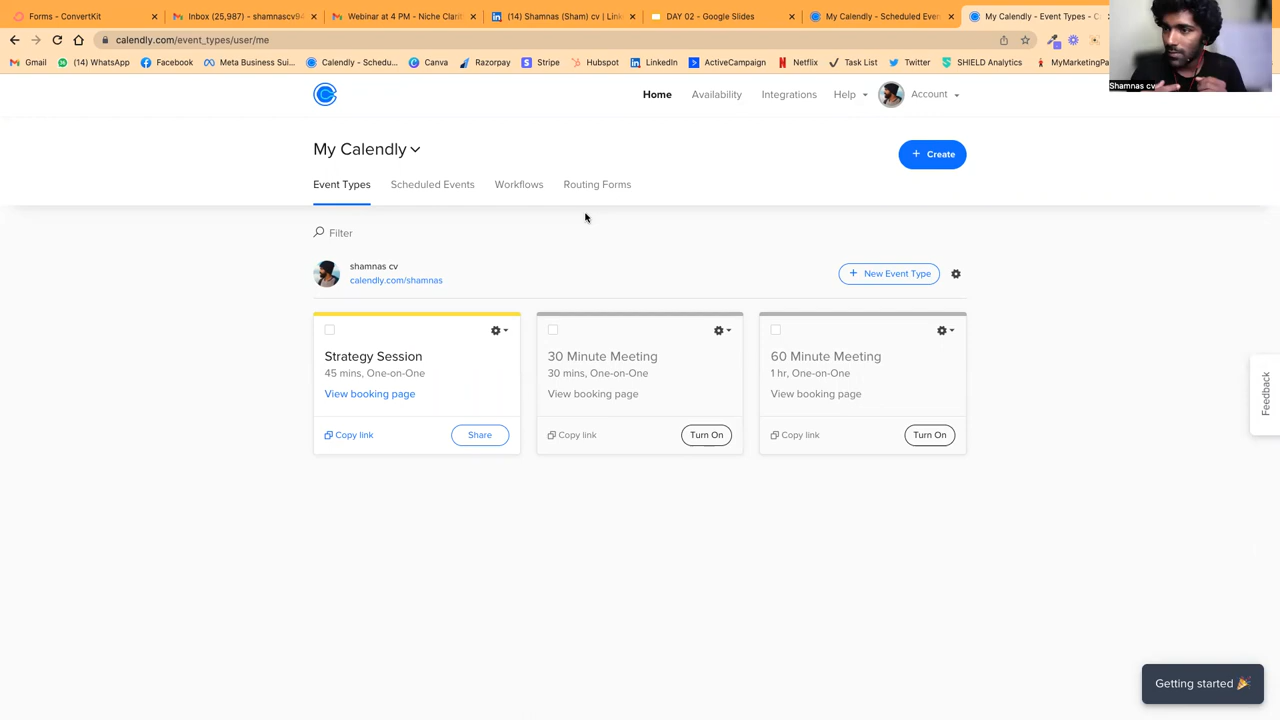 Forms - ConvertKit
Inbox (25,987) - shamnascv94
Webinar at 4 PM - Niche Clarit
(14) Shamnas (Sham) cv | Link
DAY 02 - Google Slides
My Calendly - Scheduled Even
My Calendly - Event Types - C
calendly.com/event_types/user/me
Gmail
(14) WhatsApp
Facebook
Meta Business Sui...
Calendly - Schedu...
Canva
Razorpay
Stripe
Hubspot
LinkedIn
ActiveCampaign
Netflix
Task List
Twitter
SHIELD Analytics
MyMarketingPa
Shamnas cv
Home
Availability
Integrations
Help
Account
My Calendly
+ Create
Event Types
Scheduled Events
Workflows
Routing Forms
Filter
shamnas cv
calendly.com/shamnas
+ New Event Type
Strategy Session
45 mins, One-on-One
View booking page
Copy link
Share
30 Minute Meeting
30 mins, One-on-One
View booking page
Copy link
Turn On
60 Minute Meeting
1 hr, One-on-One
View booking page
Copy link
Turn On
Feedback
Getting started 🎉